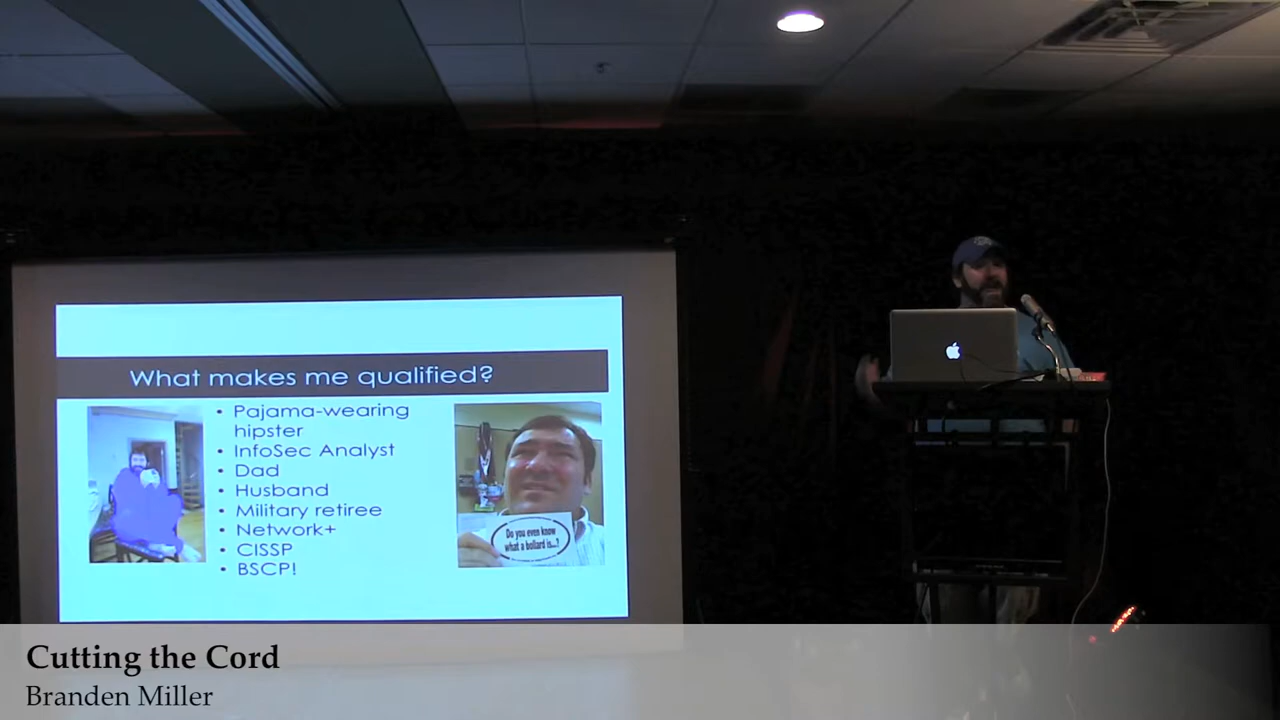 What makes me qualified?
• Pajama-wearing
hipster
• InfoSec Analyst
• Dad
• Husband
• Military retiree
• Network+
• CISSP
• BSCP!
Do you even know
what a bollard is...?
Cutting the Cord
Branden Miller